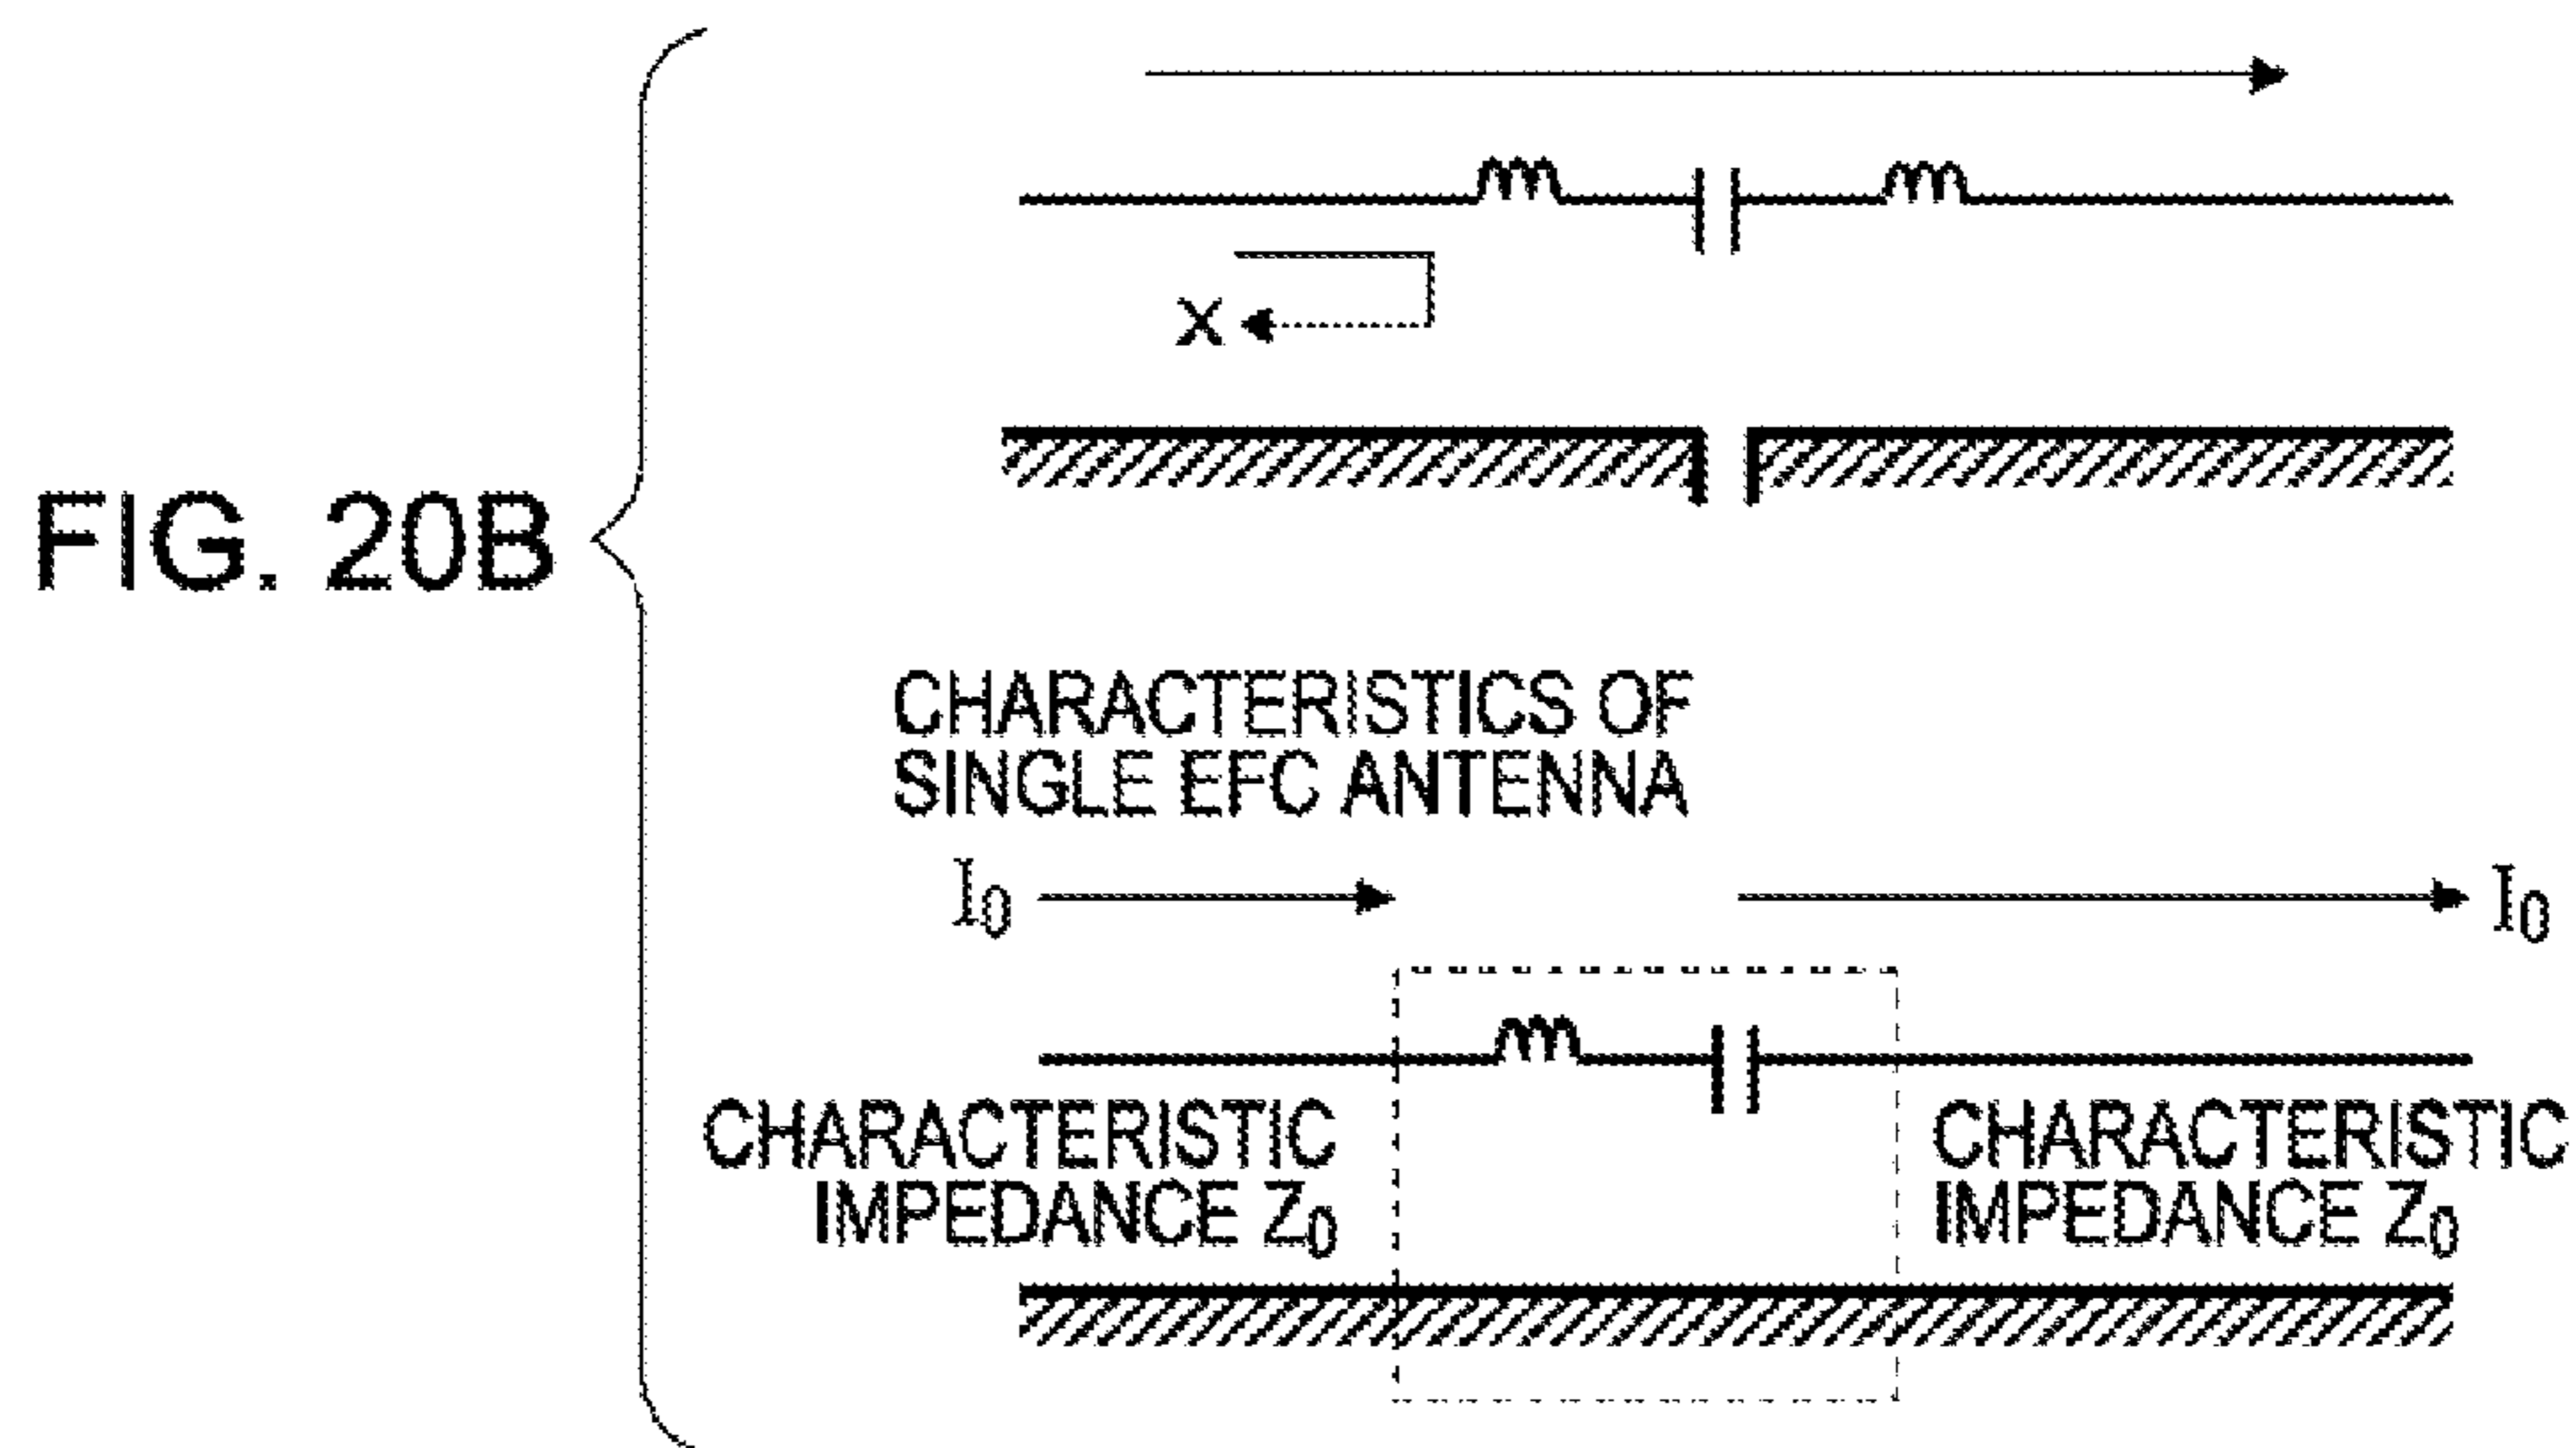 FIG. 20B
X
CHARACTERISTICS OF
SINGLE EFC ANTENNA
I0
I0
CHARACTERISTIC
IMPEDANCE Z0
CHARACTERISTIC
IMPEDANCE Z0